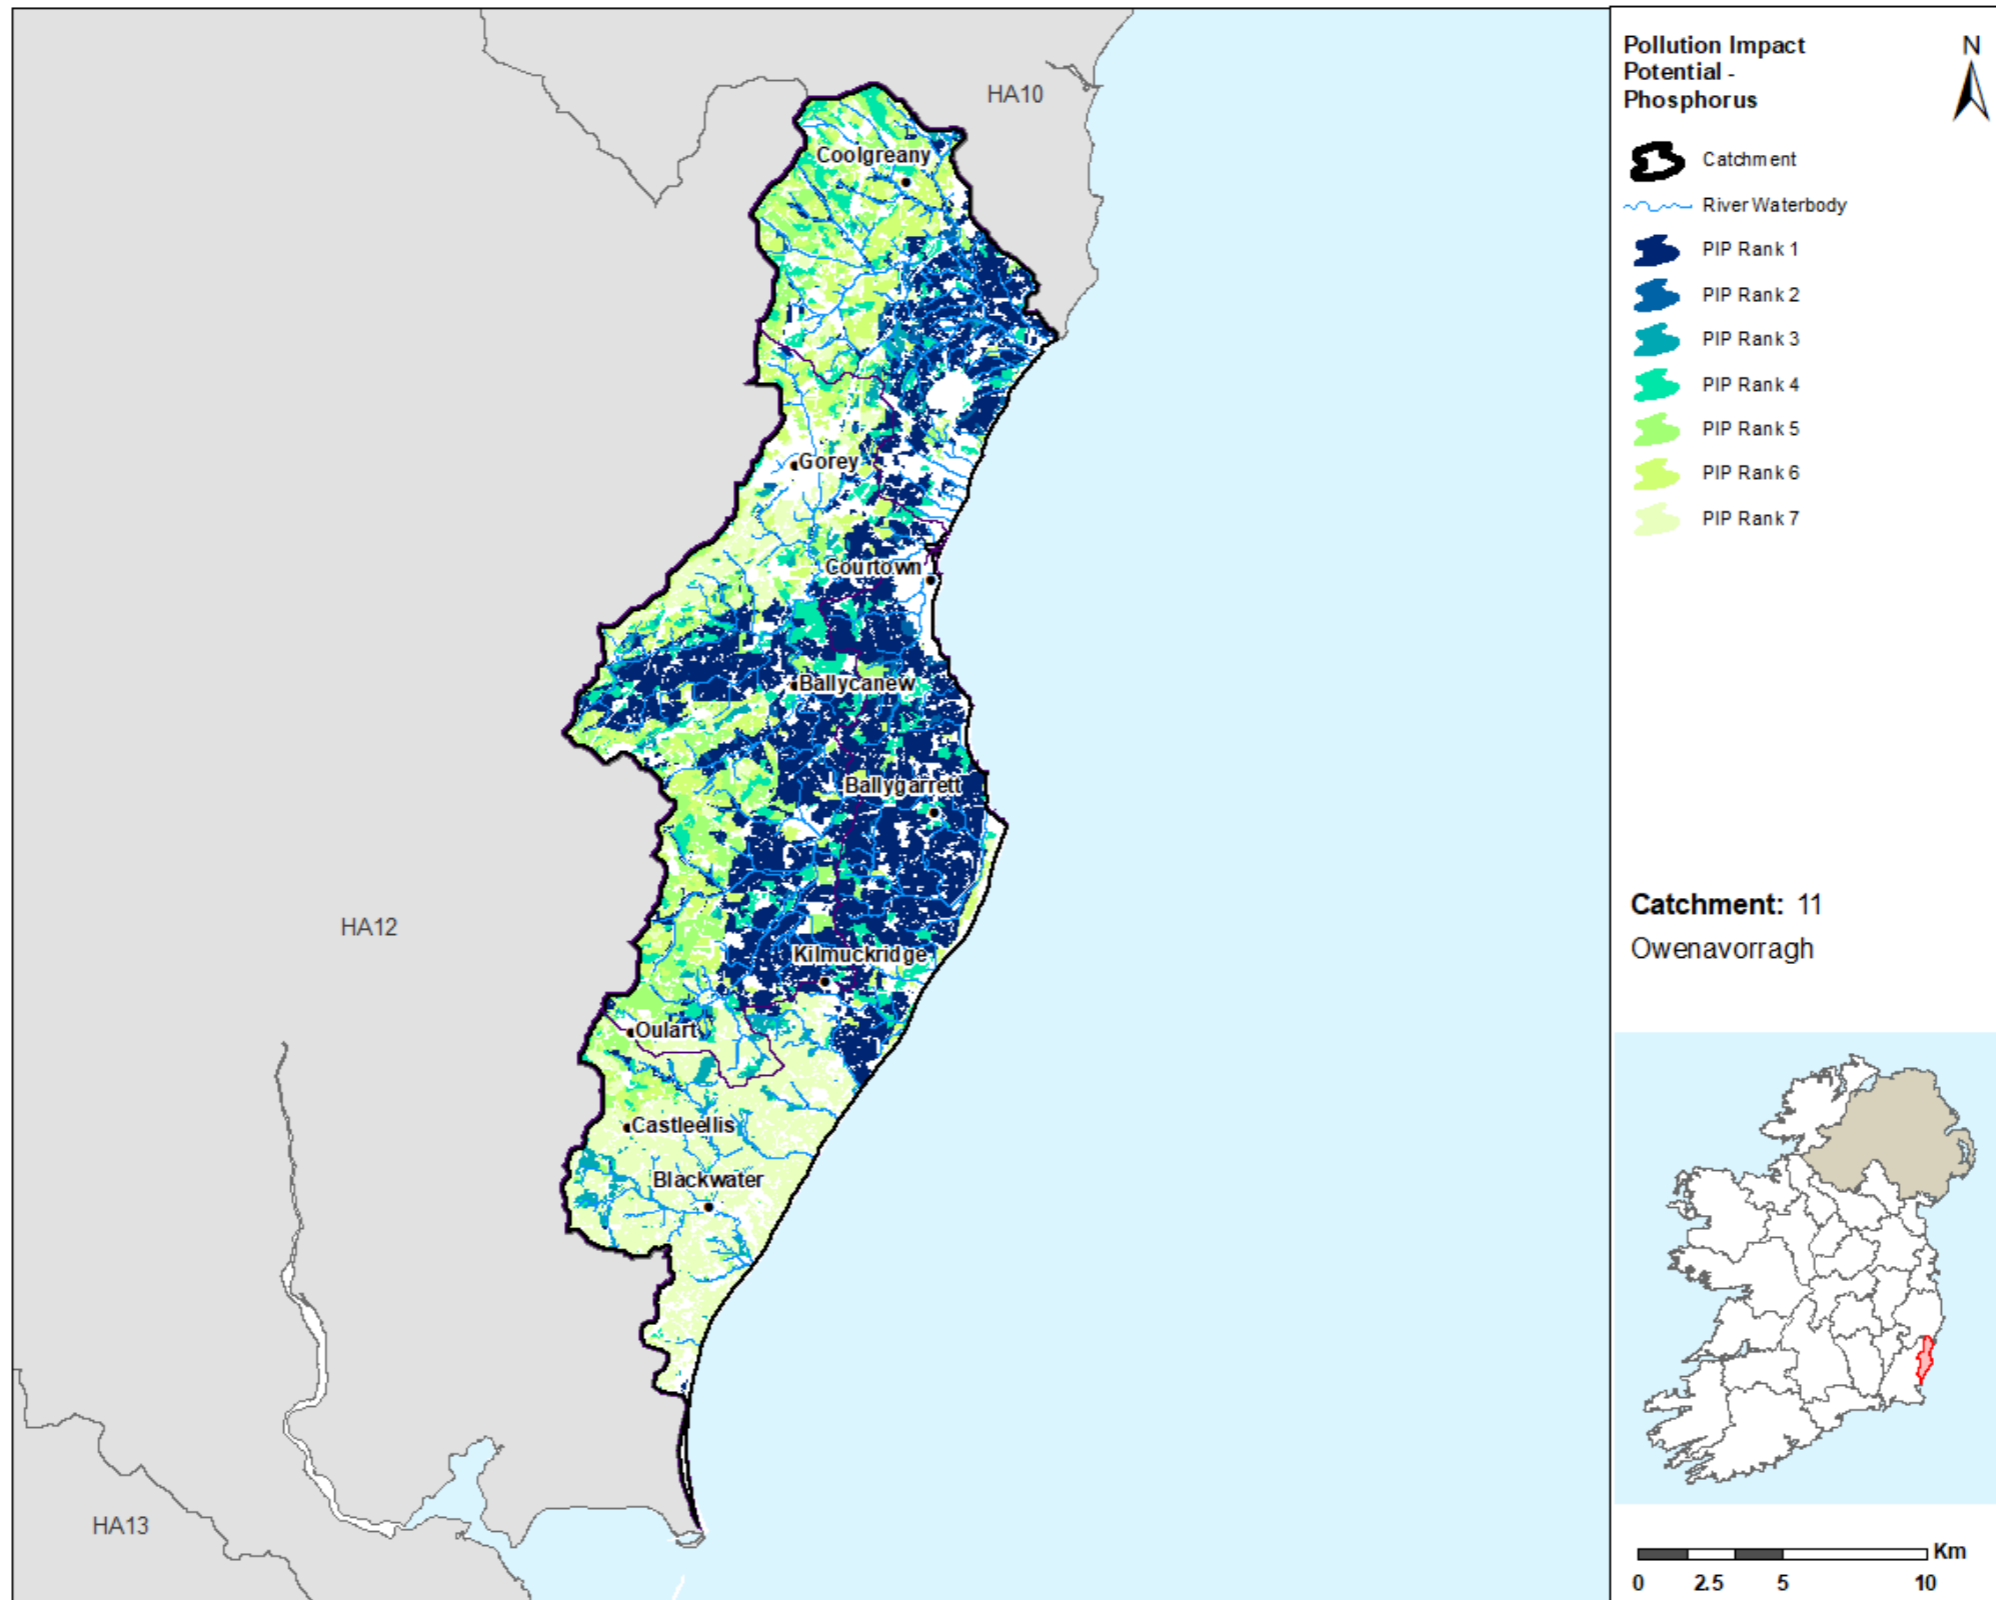 HA10
Coolgreany
Gorey
Courtown
Ballycanew
Ballygarrett
HA12
Kilmuckridge
Oulart
Castleellis
Blackwater
HA13
Pollution Impact
Potential -
Phosphorus
N
Catchment
River Waterbody
PIP Rank 1
PIP Rank 2
PIP Rank 3
PIP Rank 4
PIP Rank 5
PIP Rank 6
PIP Rank 7
Catchment: 11
Owenavorragh
Km
0 2.5 5 10